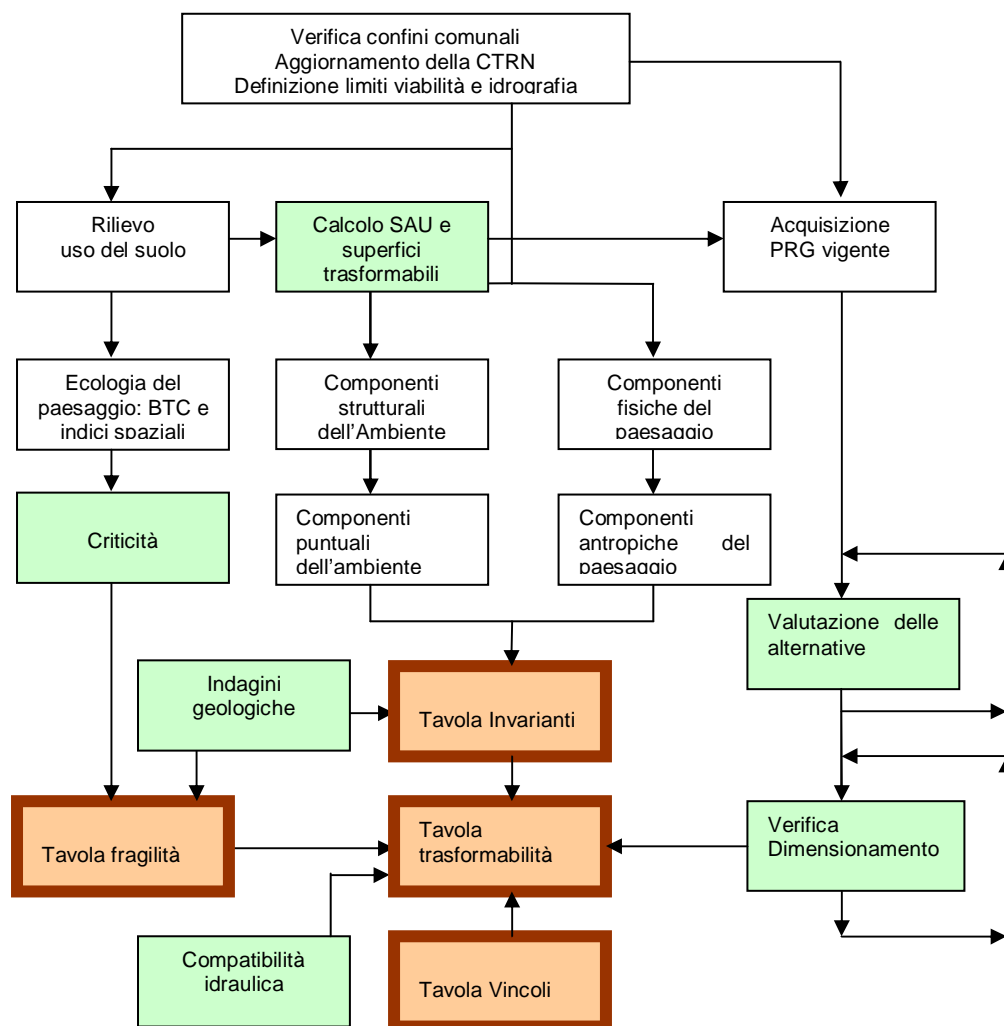 Verifica confini comunali
Aggiornamento della CTRN
Definizione limiti viabilità e idrografia
Rilievo
uso del suolo
Calcolo SAU e
superfici
trasformabili
Acquisizione
PRG vigente
Ecologia del
paesaggio: BTC e
indici spaziali
Componenti
strutturali
dell'Ambiente
Componenti
fisiche del
paesaggio
Criticità
Componenti
puntuali
dell'ambiente
Componenti
antropiche del
paesaggio
Valutazione delle
alternative
Indagini
geologiche
Tavola Invarianti
Tavola fragilità
Tavola
trasformabilità
Verifica
Dimensionamento
Compatibilità
idraulica
Tavola Vincoli